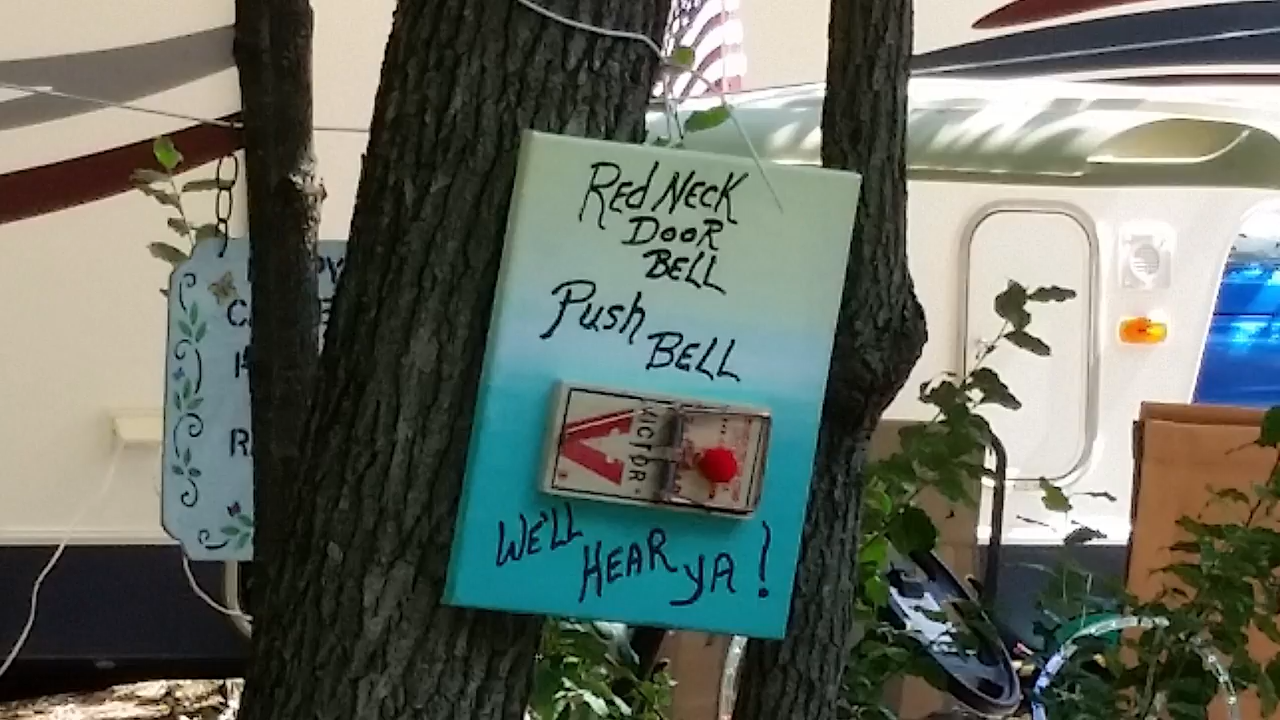 RED NECK
DOOR
BELL
Push
BELL
VICTOR
WE'LL
HEAR YA!